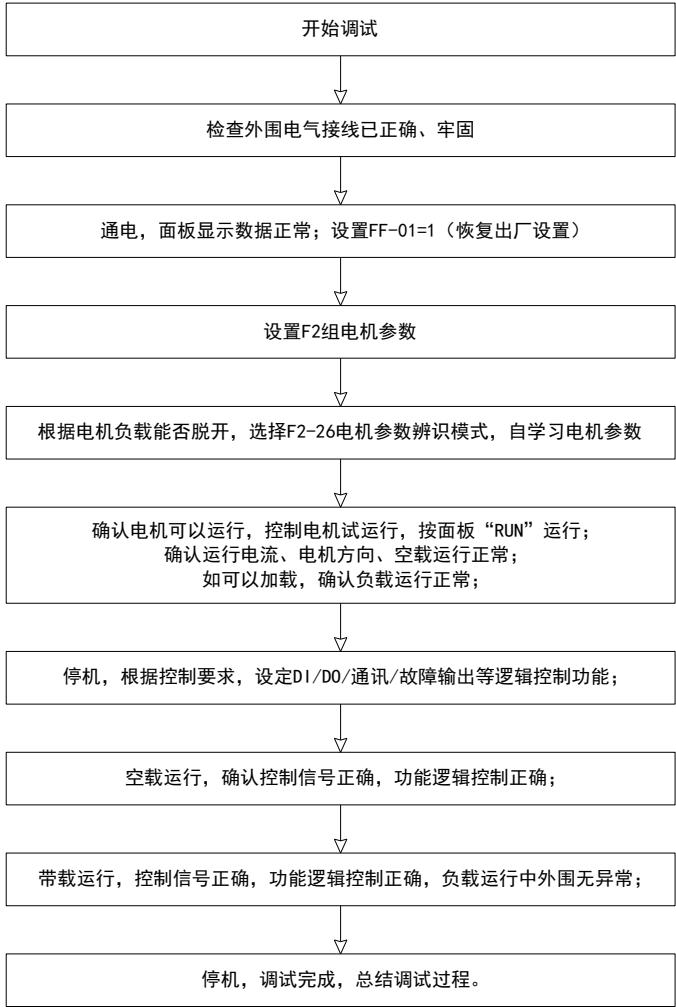 开始调试
检查外围电气接线已正确、牢固
通电，面板显示数据正常；设置FF-01=1（恢复出厂设置）
设置F2组电机参数
根据电机负载能否脱开，选择F2-26电机参数辨识模式，自学习电机参数
确认电机可以运行，控制电机试运行，按面板“RUN”运行；
确认运行电流、电机方向、空载运行正常；
如可以加载，确认负载运行正常；
停机，根据控制要求，设定DI/DO/通讯/故障输出等逻辑控制功能；
空载运行，确认控制信号正确，功能逻辑控制正确；
带载运行，控制信号正确，功能逻辑控制正确，负载运行中外围无异常；
停机，调试完成，总结调试过程。